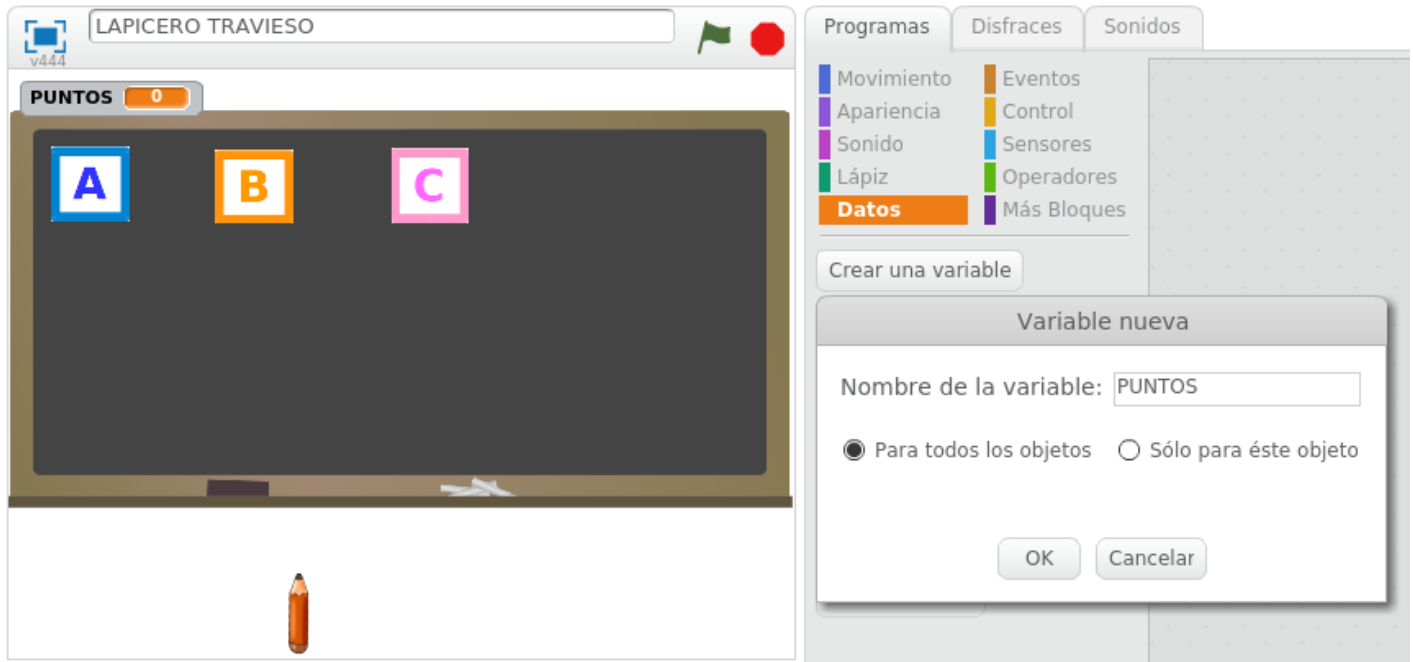 LAPICERO TRAVIESO
v444
PUNTOS 0
A B C
Programas Disfraces Sonidos
Movimiento Eventos
Apariencia Control
Sonido Sensores
Lápiz Operadores
Datos Más Bloques
Crear una variable
Variable nueva
Nombre de la variable: PUNTOS
Para todos los objetos Sólo para éste objeto
OK Cancelar